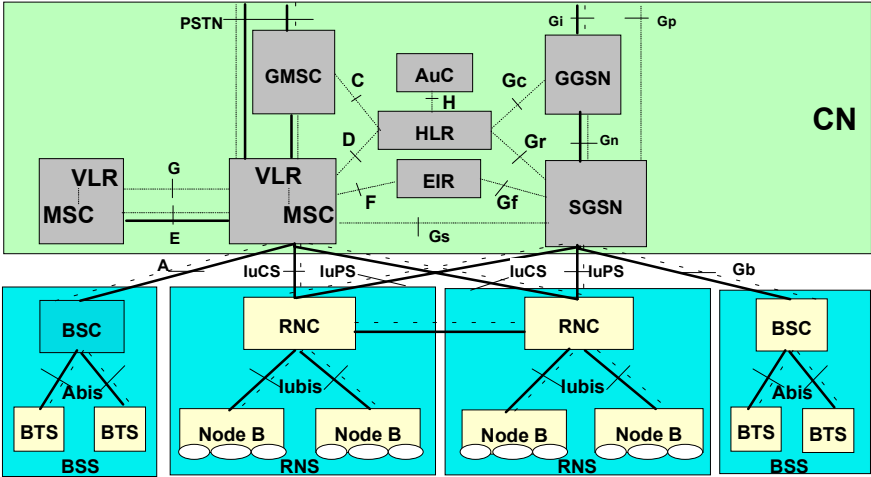 PSTN
Gi
Gp
GMSC
C
AuC
Gc
GGSN
H
CN
HLR
D
Gr
Gn
VLR
G
VLR
EIR
MSC
MSC
F
Gf
SGSN
E
Gs
A
IuCS
IuPS
IuCS
IuPS
Gb
BSC
RNC
RNC
BSC
Abis
Iubis
Iubis
Abis
BTS
BTS
Node B
Node B
Node B
Node B
BTS
BTS
BSS
RNS
RNS
BSS